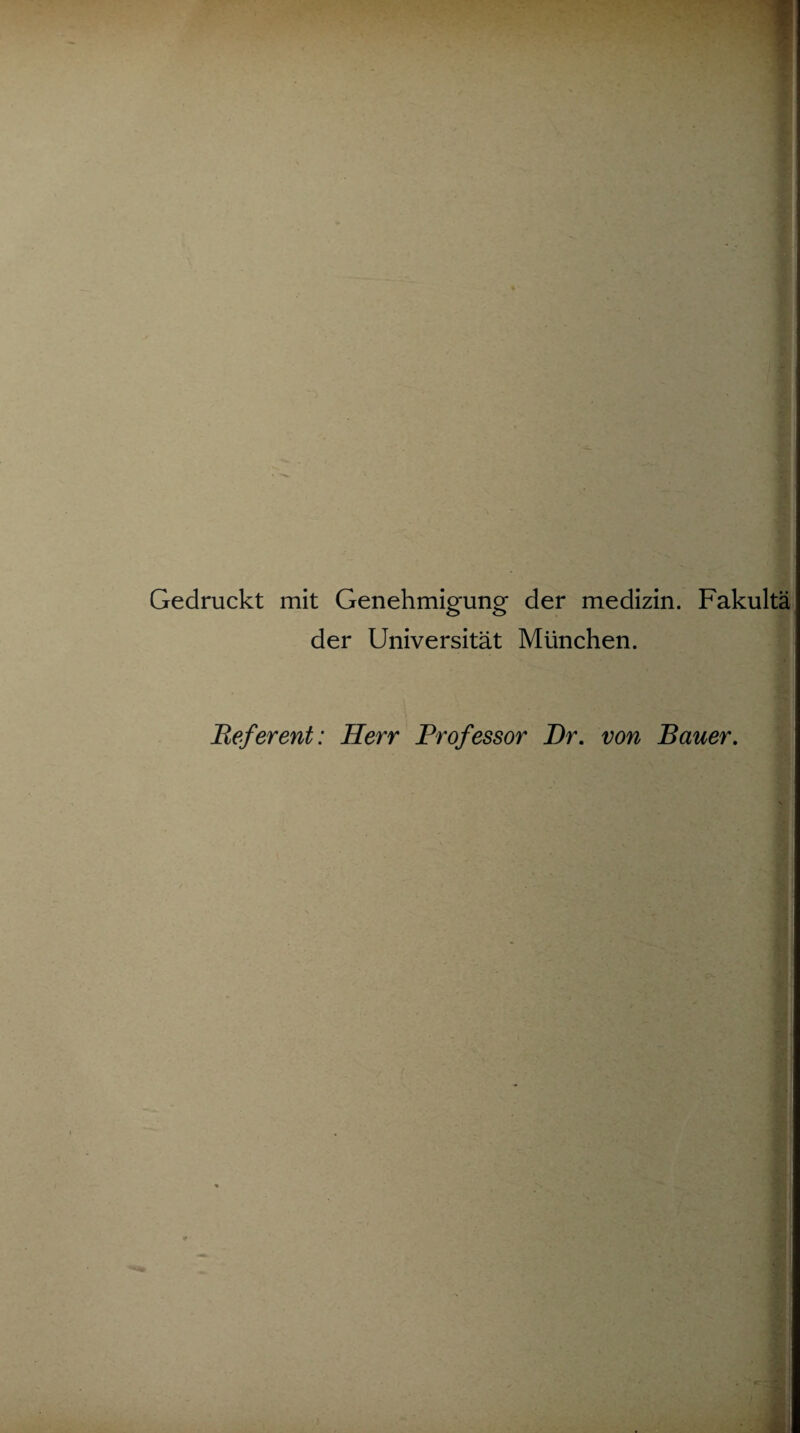 Gedruckt mit Genehmigung der medizin. Fakultä
der Universität München.
Referent: Herr Professor Dr. von Bauer.